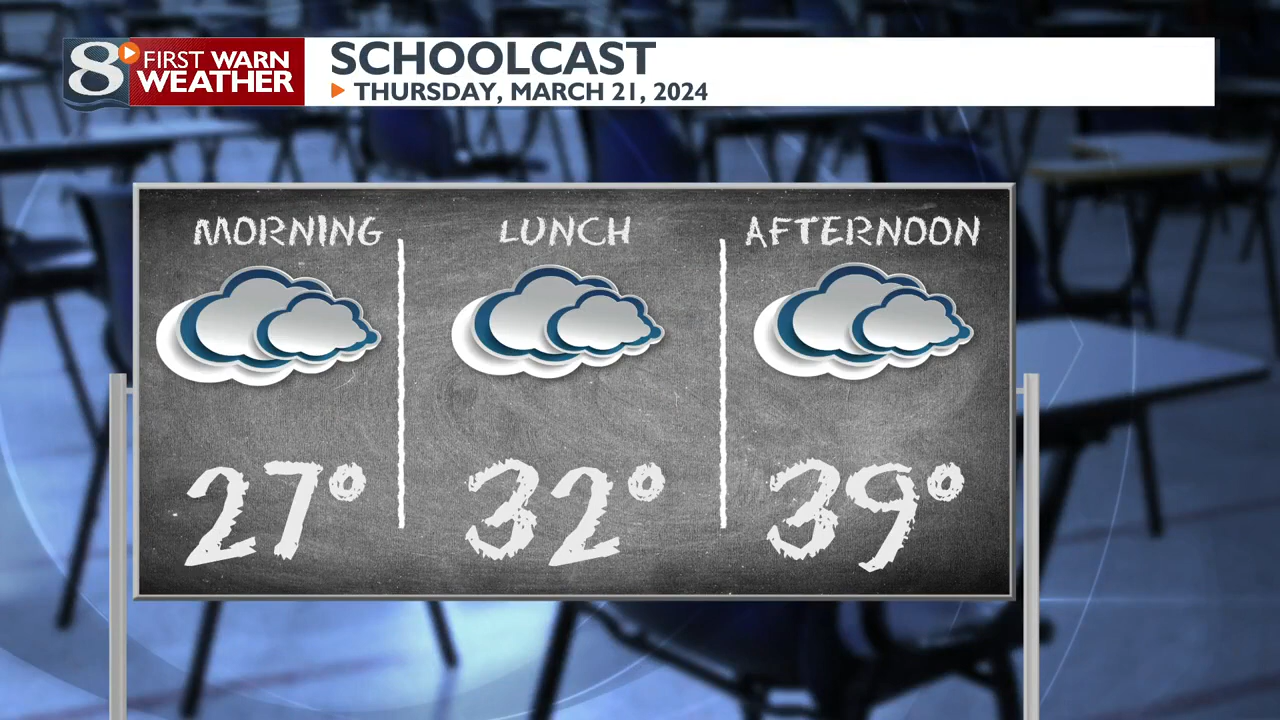 8 FIRST WARN WEATHER
SCHOOLCAST
THURSDAY, MARCH 21, 2024
MORNING LUNCH AFTERNOON
27° 32° 39°